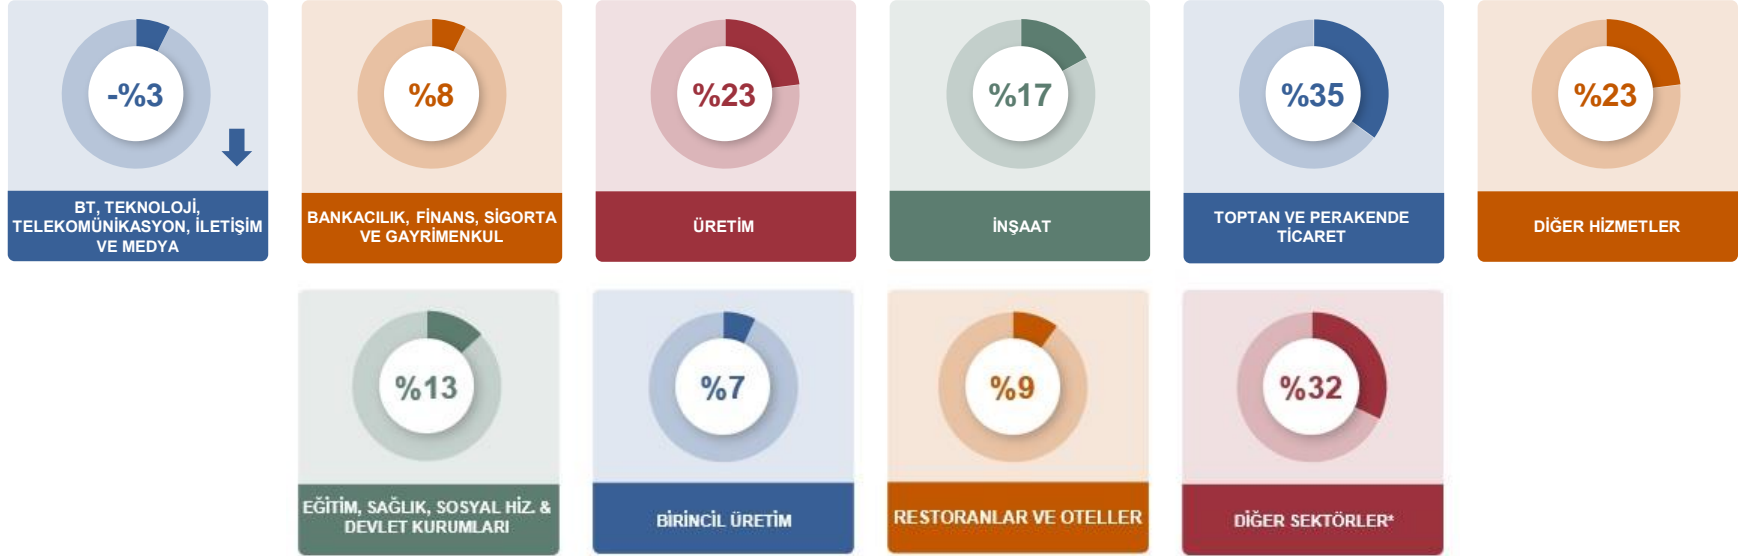 -%3
BT, TEKNOLOJİ,
TELEKOMÜNİKASYON, İLETİŞİM
VE MEDYA
%8
BANKACILIK, FİNANS, SİGORTA
VE GAYRİMENKUL
%23
ÜRETİM
%17
İNŞAAT
%35
TOPTAN VE PERAKENDE
TİCARET
%23
DİĞER HİZMETLER
%13
EĞİTİM, SAĞLIK, SOSYAL HİZ. &
DEVLET KURUMLARI
%7
BİRİNCİL ÜRETİM
%9
RESTORANLAR VE OTELLER
%32
DİĞER SEKTÖRLER*